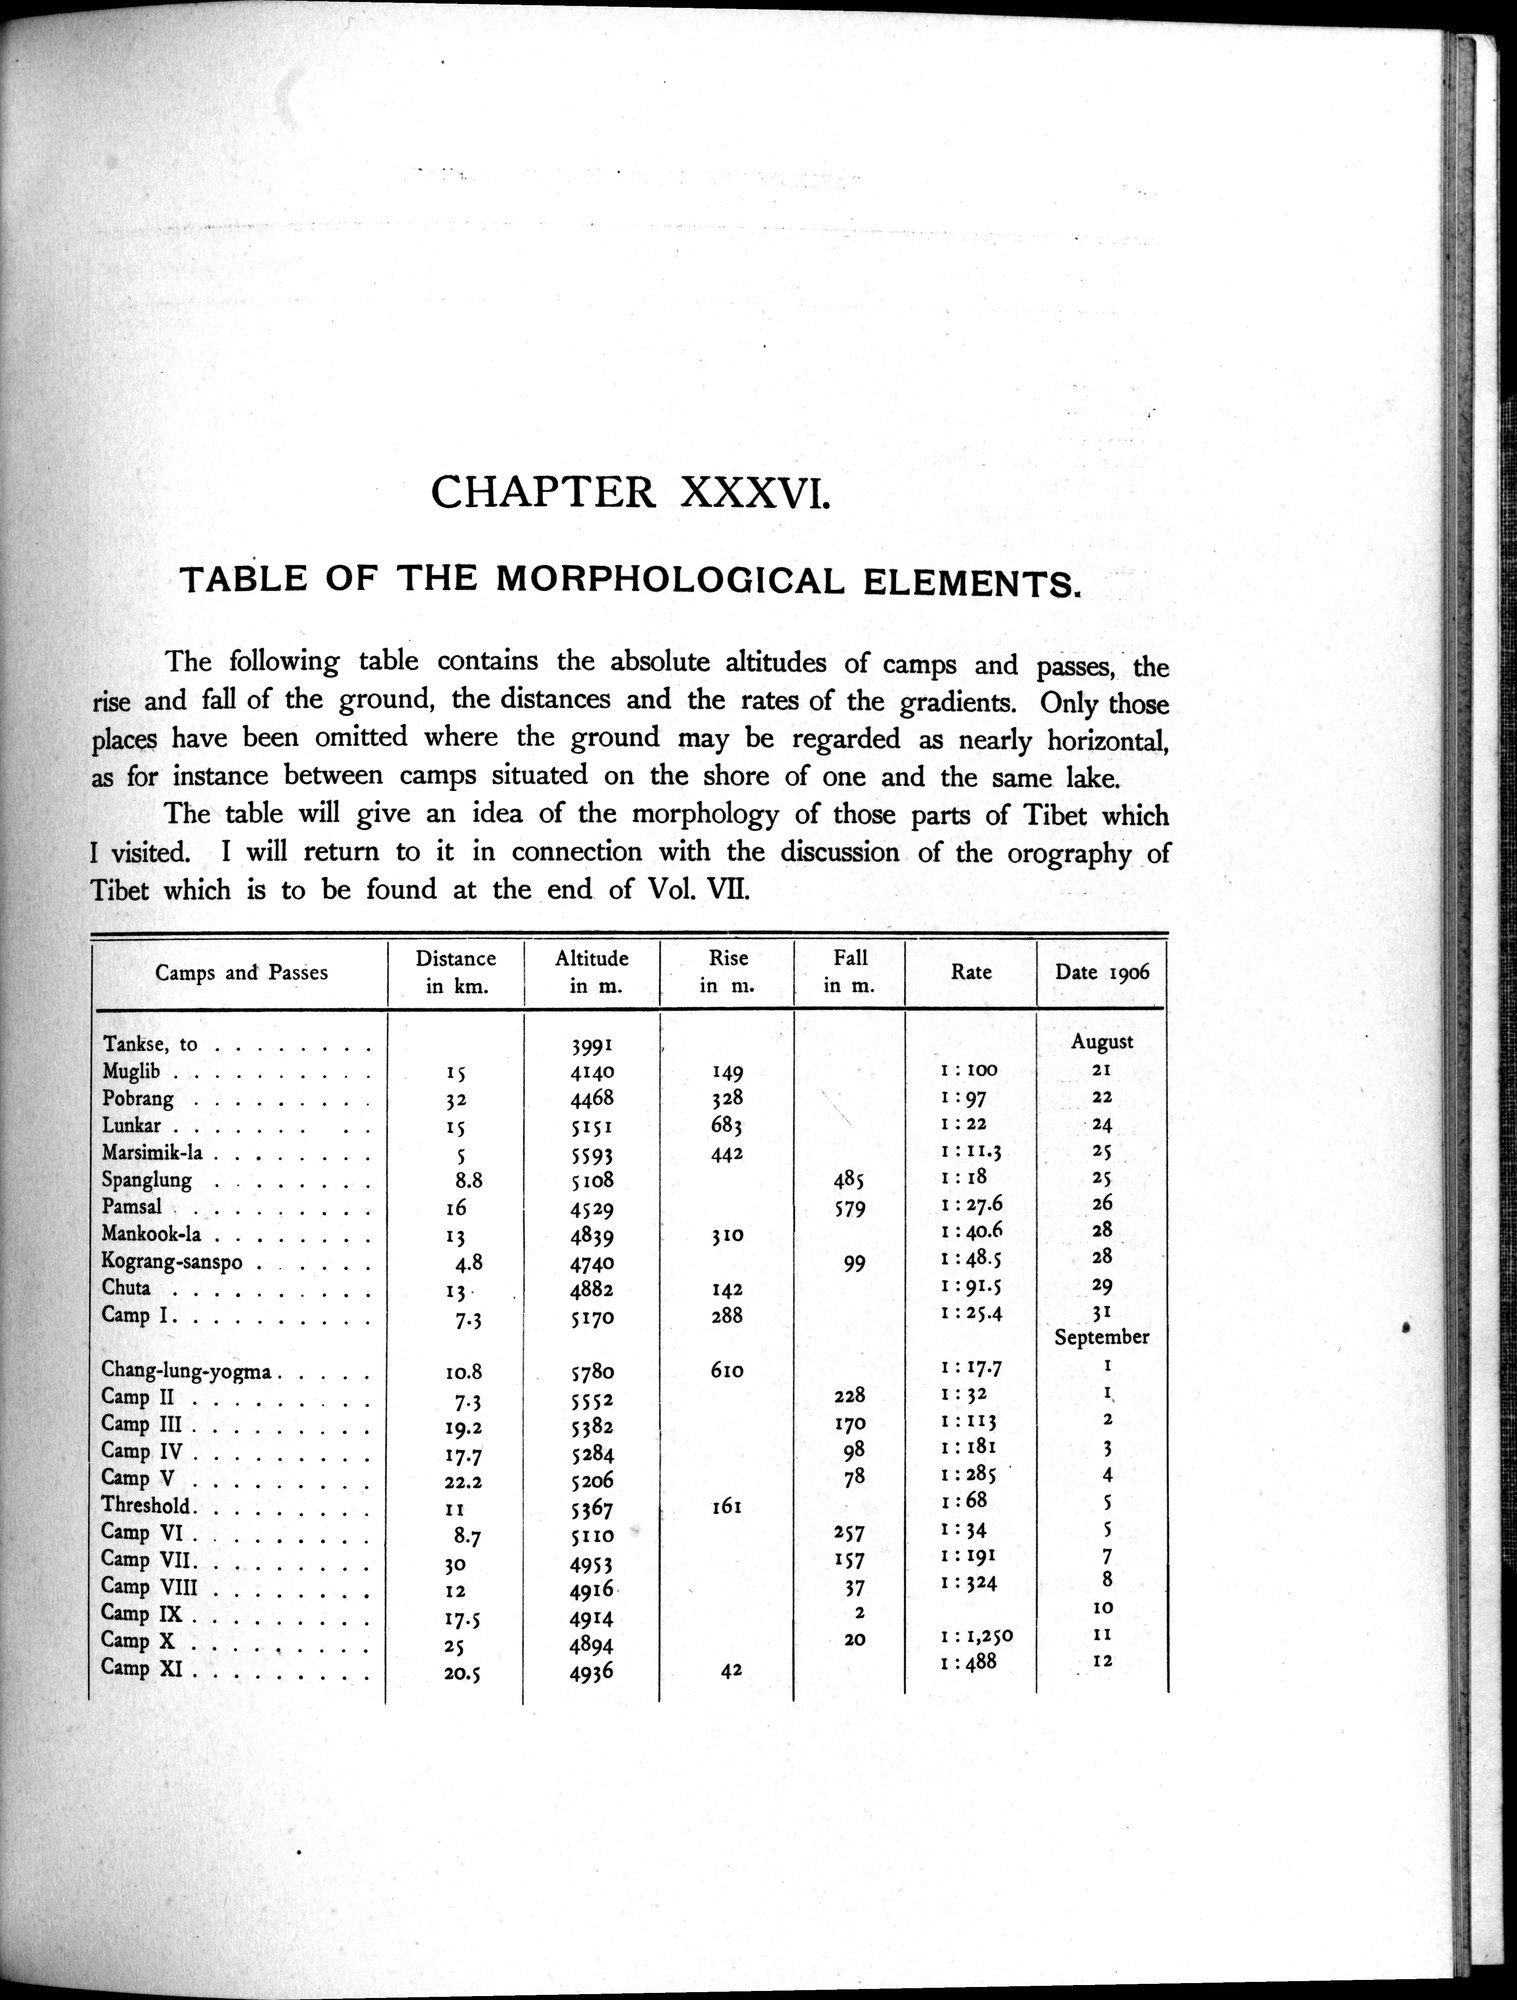 CHAPTER XXXVI.
TABLE OF THE MORPHOLOGICAL ELEMENTS.
The following table contains the absolute altitudes of camps and passes, the
rise and fall of the ground, the distances and the rates of the gradients. Only those
places have been omitted where the ground may be regarded as nearly horizontal,
as for instance between camps situated on the shore of one and the same lake.
The table will give an idea of the morphology of those parts of Tibet which
I visited. I will return to it in connection with the discussion of the orography of
Tibet which is to be found at the end of Vol. VII.
Camps and Passes Distance in km. Altitude in m. Rise in m. Fall in m. Rate Date 1906
Tankse, to . . . . . . . . 3991 August
Muglib . . . . . . . . . . 15 4140 149 1 : 100 21
Pobrang . . . . . . . . . 32 4468 328 1 : 97 22
Lunkar . . . . . . . . . 15 5151 683 1 : 22 24
Marsimik-la . . . . . . . . 5 5593 442 1 : 11.3 25
Spanglung . . . . . . . . 8.8 5108 485 1 : 18 25
Pamsal . . . . . . . . . 16 4529 579 1 : 27.6 26
Mankook-la . . . . . . . . 13 4839 310 1 : 40.6 28
Kograng-sanspo . . . . . . 4.8 4740 99 1 : 48.5 28
Chuta . . . . . . . . . . 13 4882 142 1 : 91.5 29
Camp I . . . . . . . . . . 7.3 5170 288 1 : 25.4 31
September
Chang-lung-yogma . . . . . 10.8 5780 610 1 : 17.7 1
Camp II . . . . . . . . . 7.3 5552 228 1 : 32 1
Camp III . . . . . . . . . 19.2 5382 170 1 : 113 2
Camp IV . . . . . . . . . 17.7 5284 98 1 : 181 3
Camp V . . . . . . . . . 22.2 5206 78 1 : 285 4
Threshold . . . . . . . . . 11 5367 161 1 : 68 5
Camp VI . . . . . . . . . 8.7 5110 257 1 : 34 5
Camp VII . . . . . . . . . 30 4953 157 1 : 191 7
Camp VIII . . . . . . . . 12 4916 37 1 : 324 8
Camp IX . . . . . . . . . 17.5 4914 2 10
Camp X . . . . . . . . . 25 4894 20 1 : 1,250 11
Camp XI . . . . . . . . . 20.5 4936 42 1 : 488 12